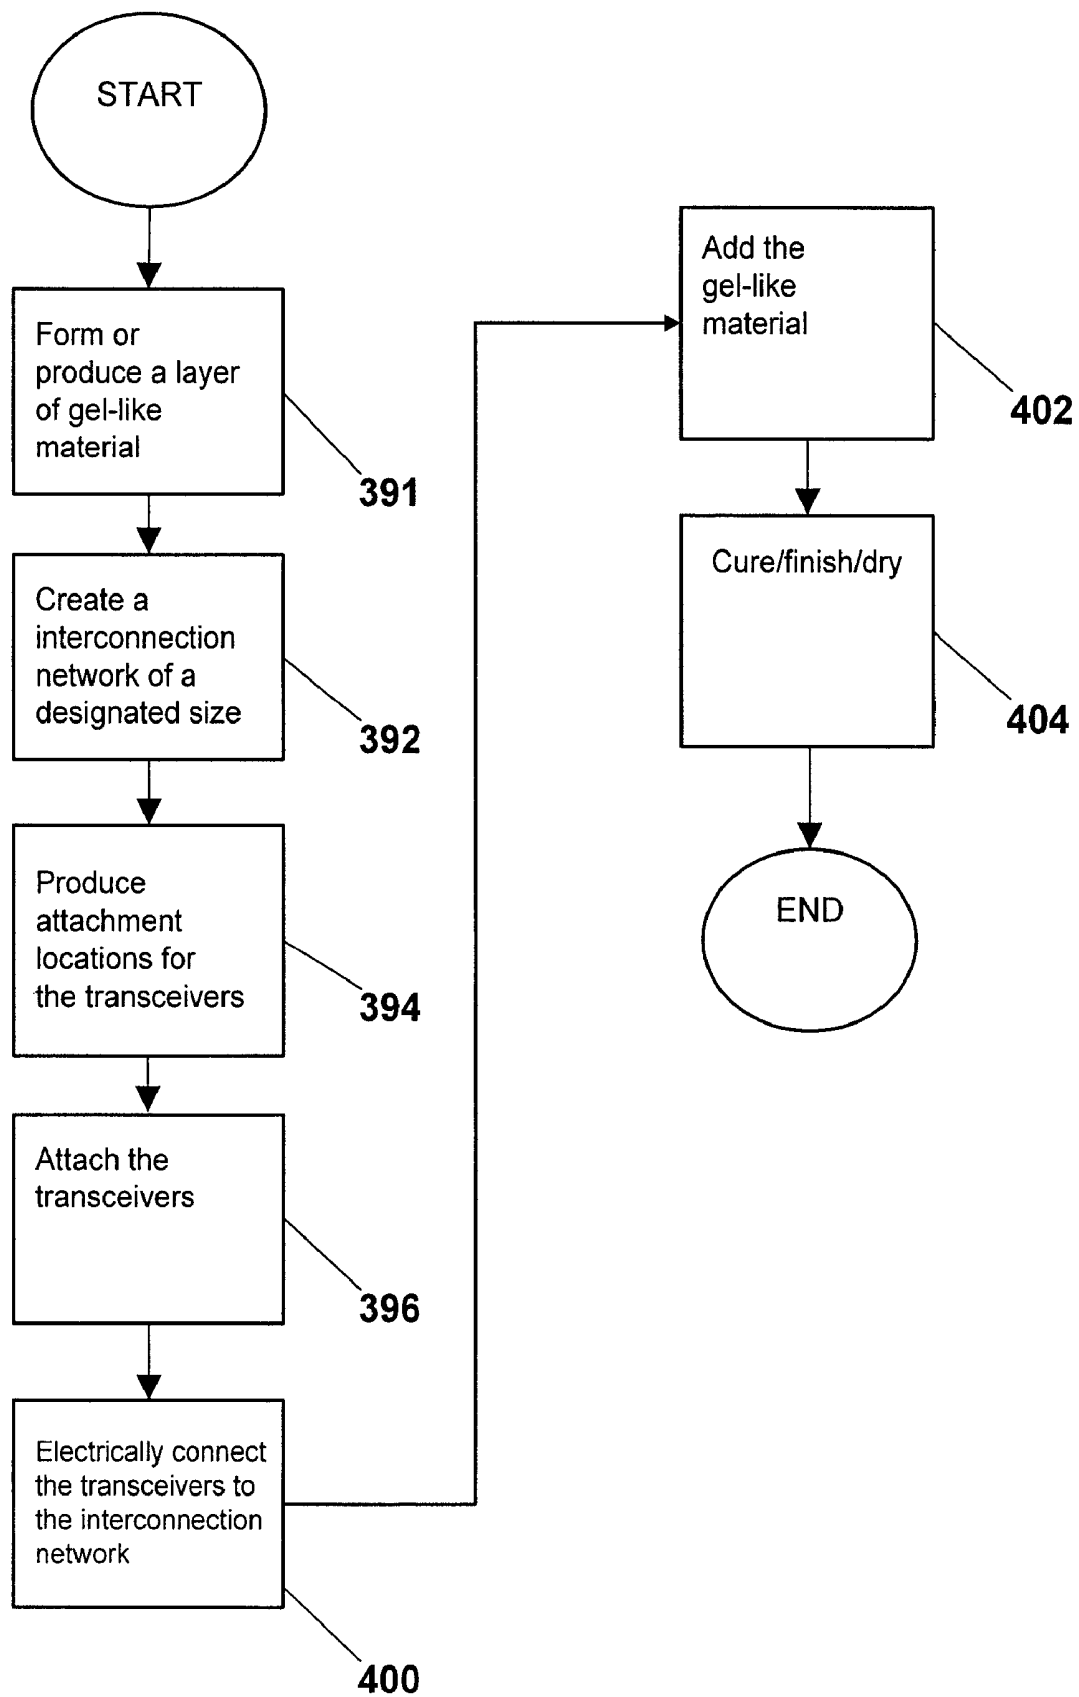 START
Form or
produce a layer
of gel-like
material
391
Create a
interconnection
network of a
designated size
392
Produce
attachment
locations for
the transceivers
394
Attach the
transceivers
396
Electrically connect
the transceivers to
the interconnection
network
400
Add the
gel-like
material
402
Cure/finish/dry
404
END